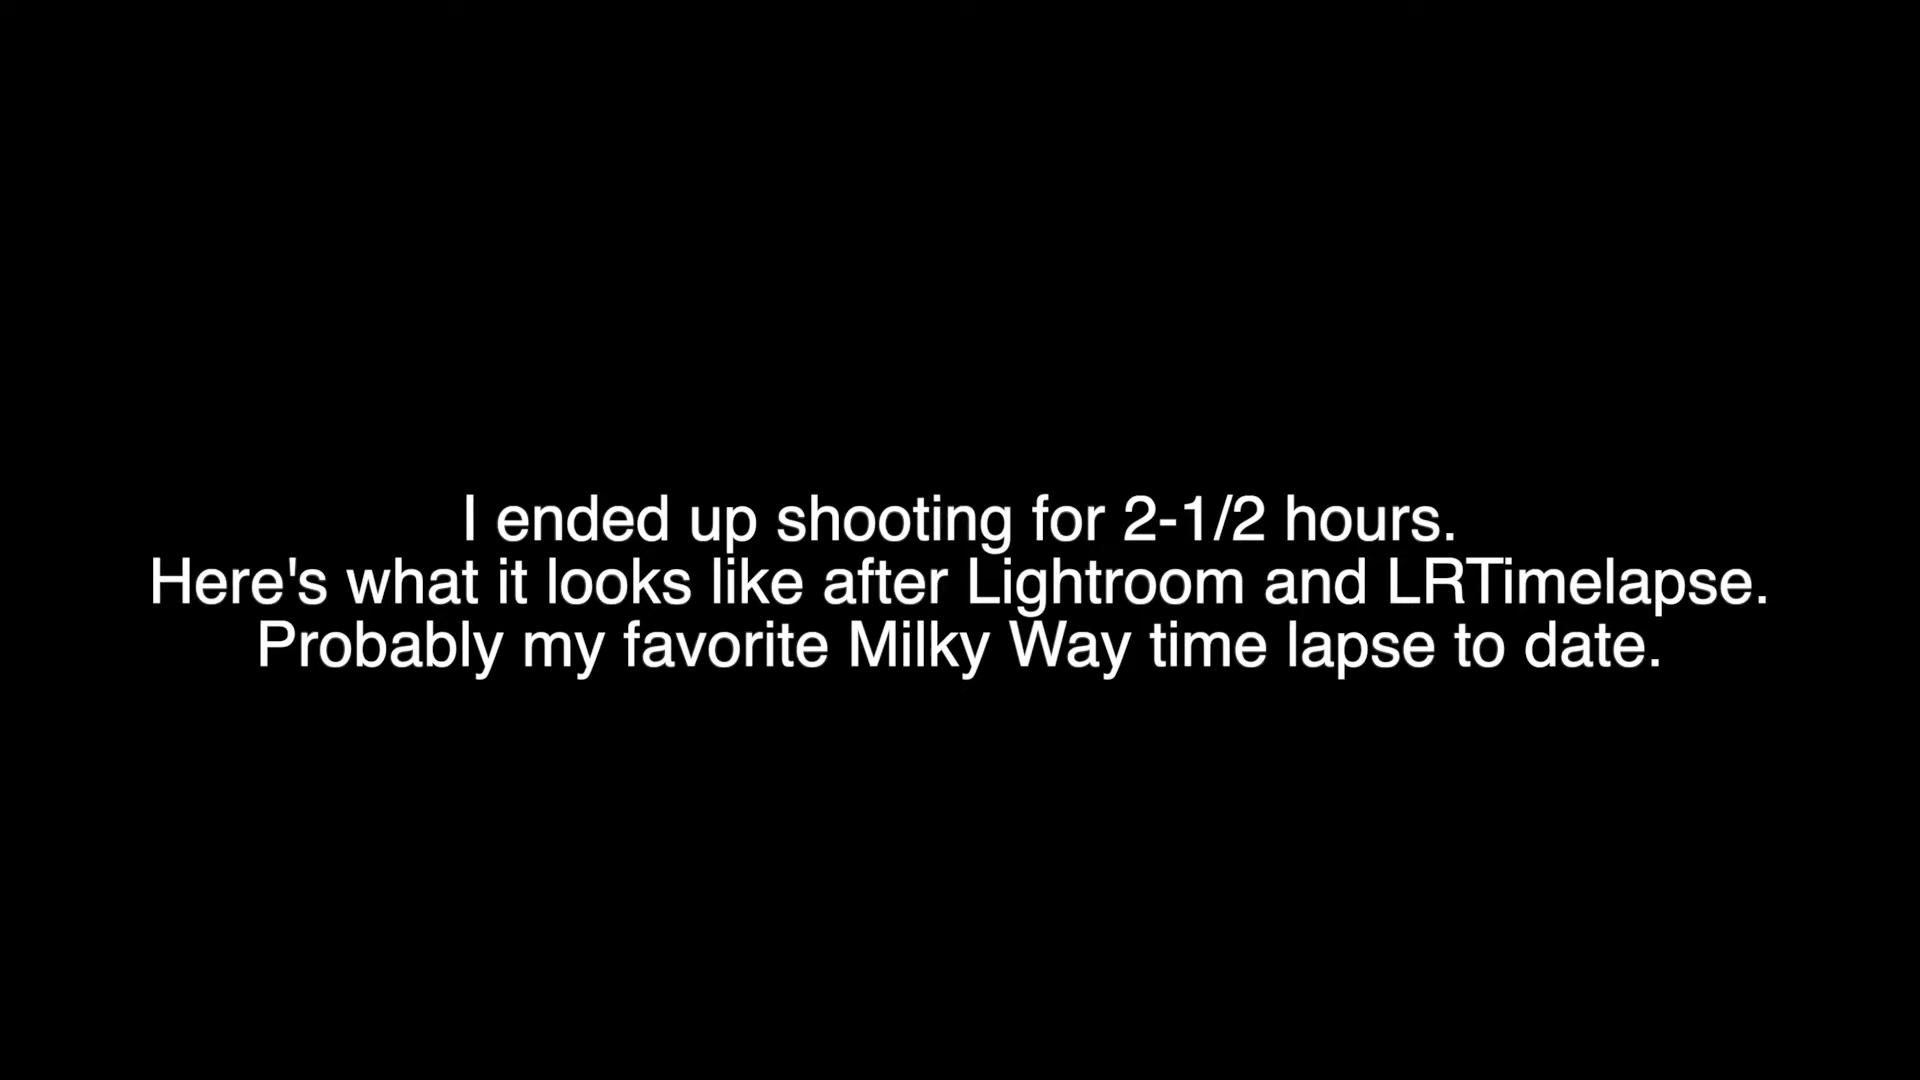 I ended up shooting for 2-1/2 hours.
Here's what it looks like after Lightroom and LRTimelapse.
Probably my favorite Milky Way time lapse to date.